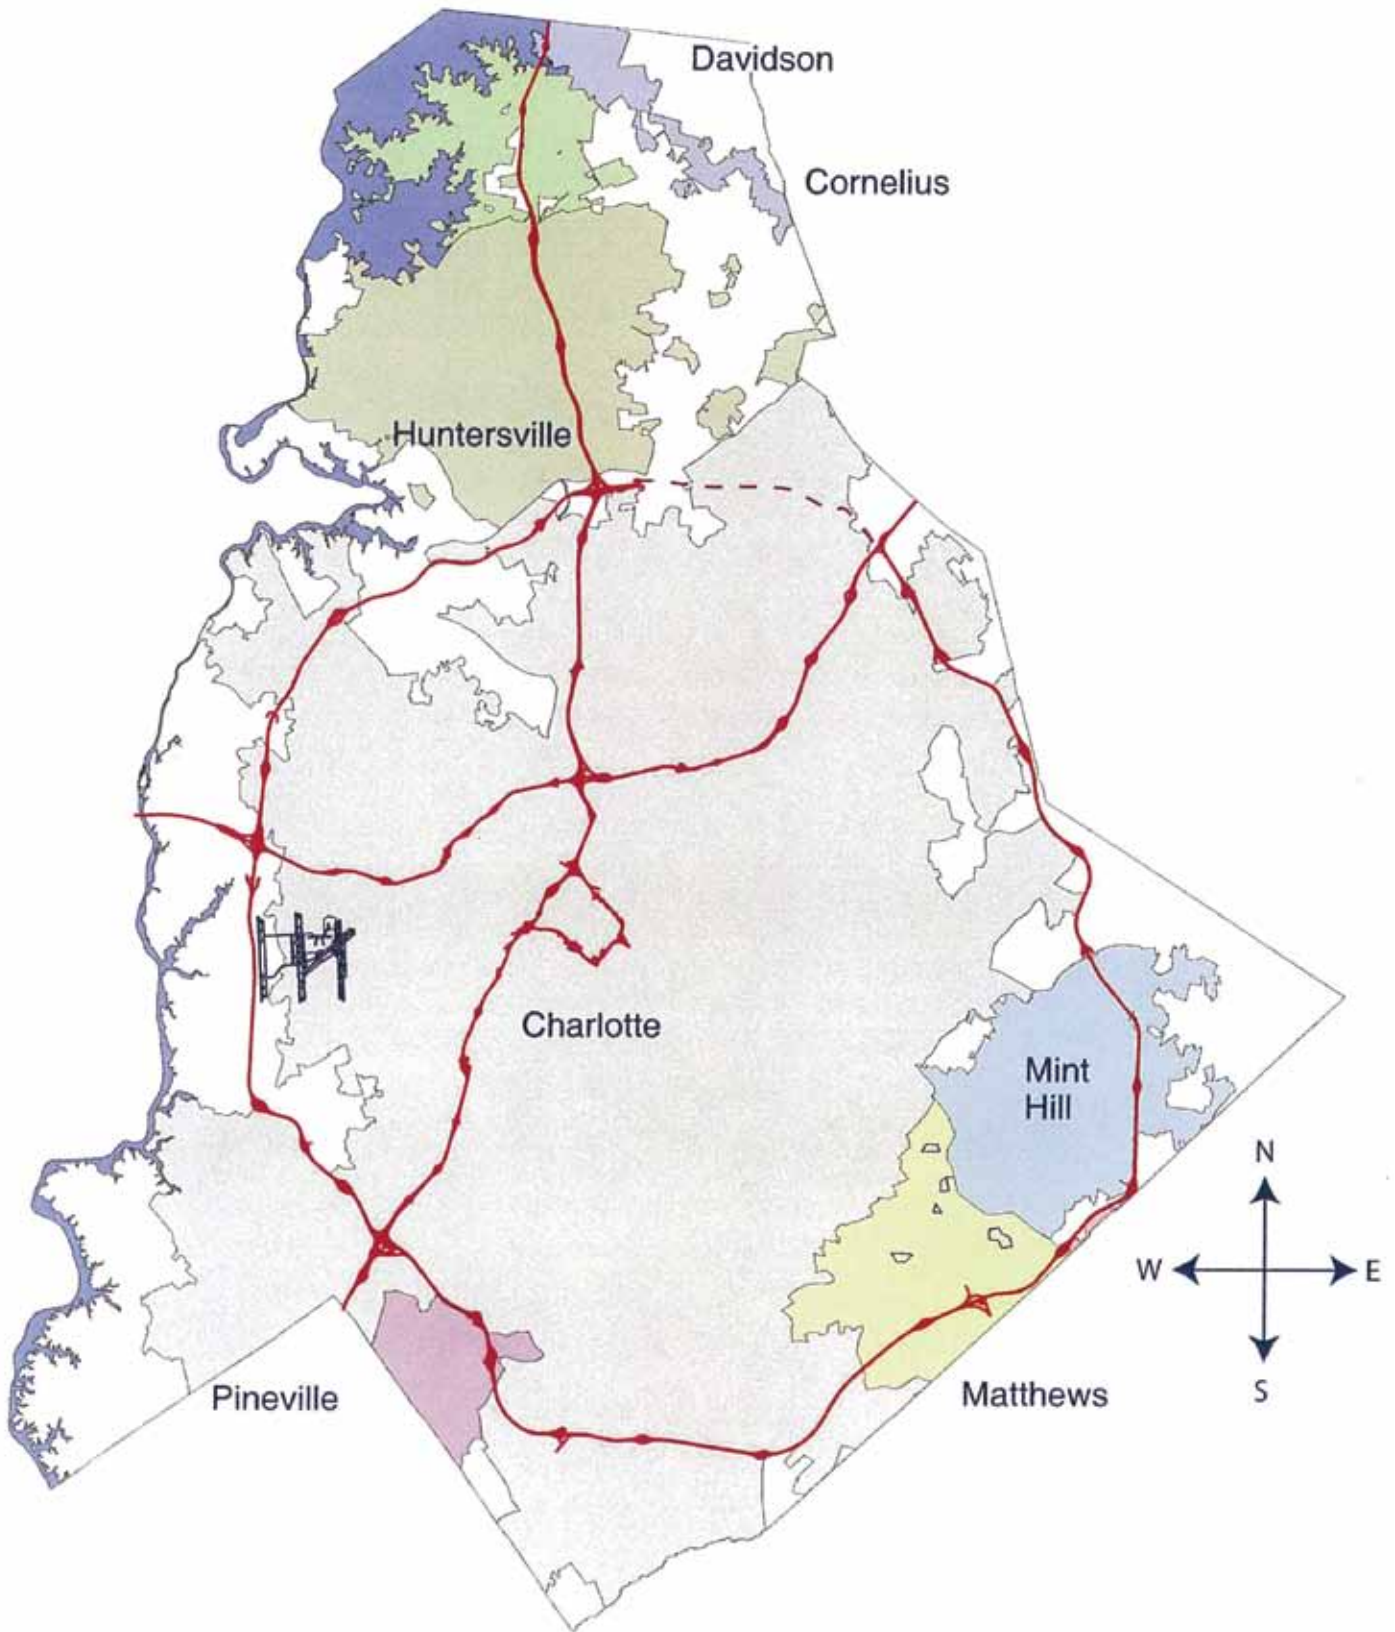 Davidson
Cornelius
Huntersville
Charlotte
Mint
Hill
N
W
E
S
Pineville
Matthews